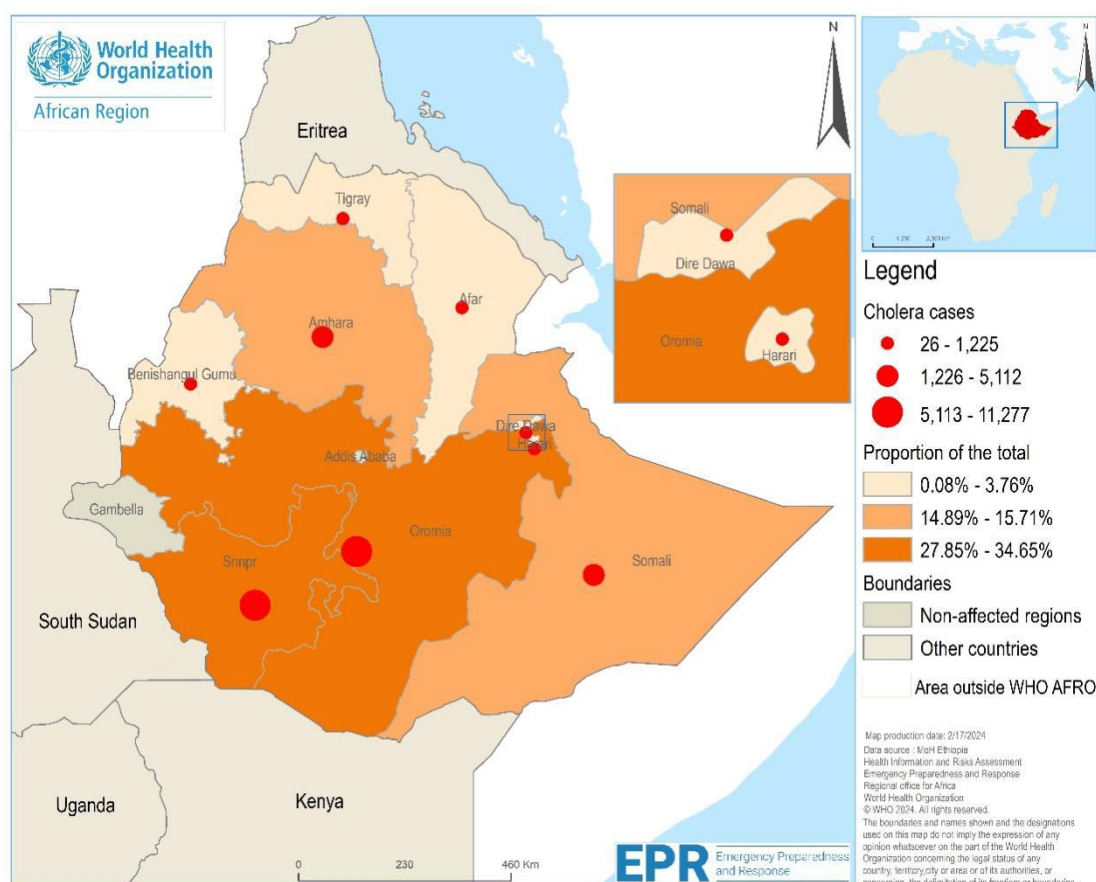 World Health
Organization
African Region
N
N
Eritrea
Tigray
Somali
Dire Dawa
Afar
Amhara
Oromia
Harari
Benishangul Gumu
Dire Dawa
Harari
Addis Ababa
Gambella
Oromia
Snnpr
Somali
South Sudan
Uganda
Kenya
0 230 460 Km
EPR Emergency Preparedness
and Response
Legend
Cholera cases
26 - 1,225
1,226 - 5,112
5,113 - 11,277
Proportion of the total
0.08% - 3.76%
14.89% - 15.71%
27.85% - 34.65%
Boundaries
Non-affected regions
Other countries
Area outside WHO AFRO
Map production date: 2/17/2024
Data source : MoH Ethiopia
Health Information and Risks Assessment
Emergency Preparedness and Response
Regional office for Africa
World Health Organization
© WHO 2024. All rights reserved.
The boundaries and names shown and the designations
used on this map do not imply the expression of any
opinion whatsoever on the part of the World Health
Organization concerning the legal status of any
country, territory,city or area or of its authorities, or